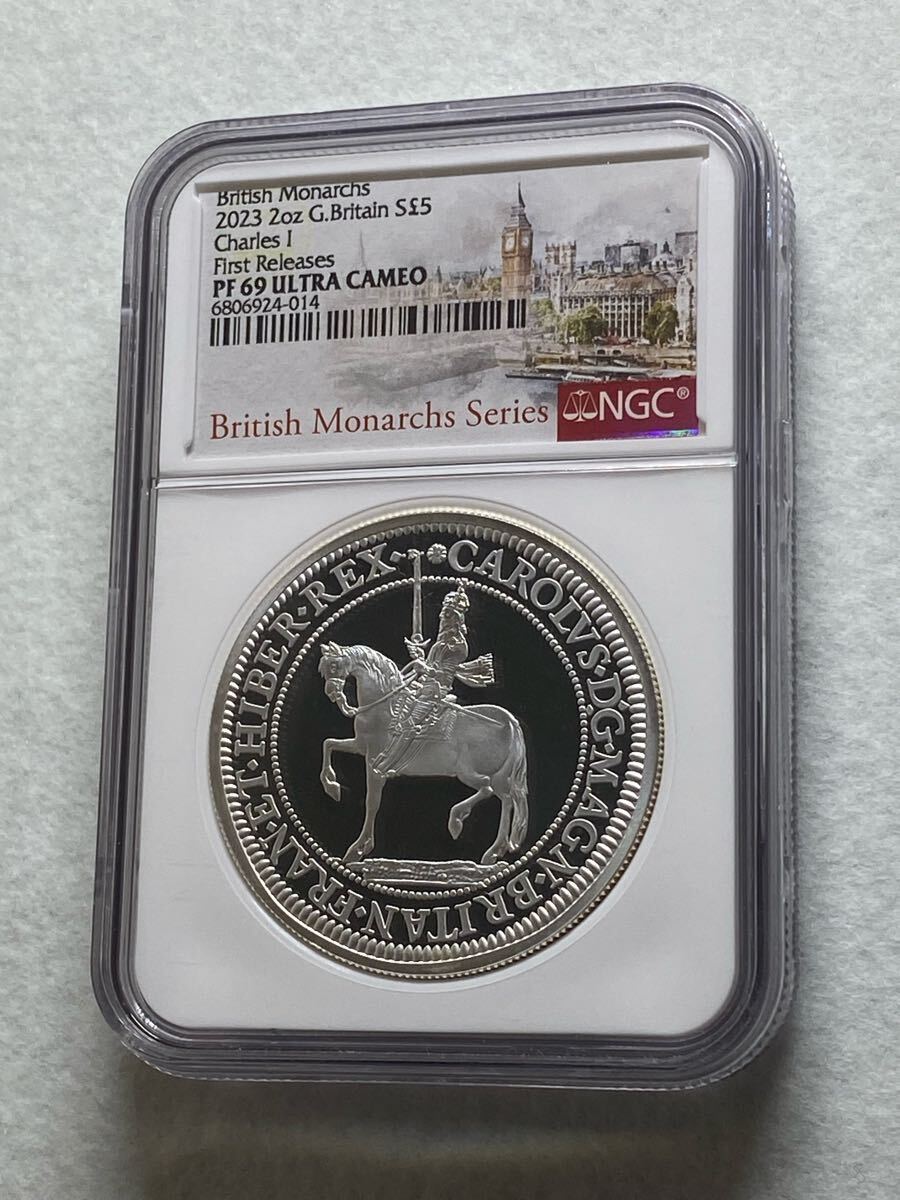 British Monarchs
2023 2oz G.Britain S£5
Charles I
First Releases
PF 69 ULTRA CAMEO
6806924-014
British Monarchs Series
NGC®
CAROLVS·D'G·MAG·N·BRITAN·FRAN·ET·HIBER·REX·